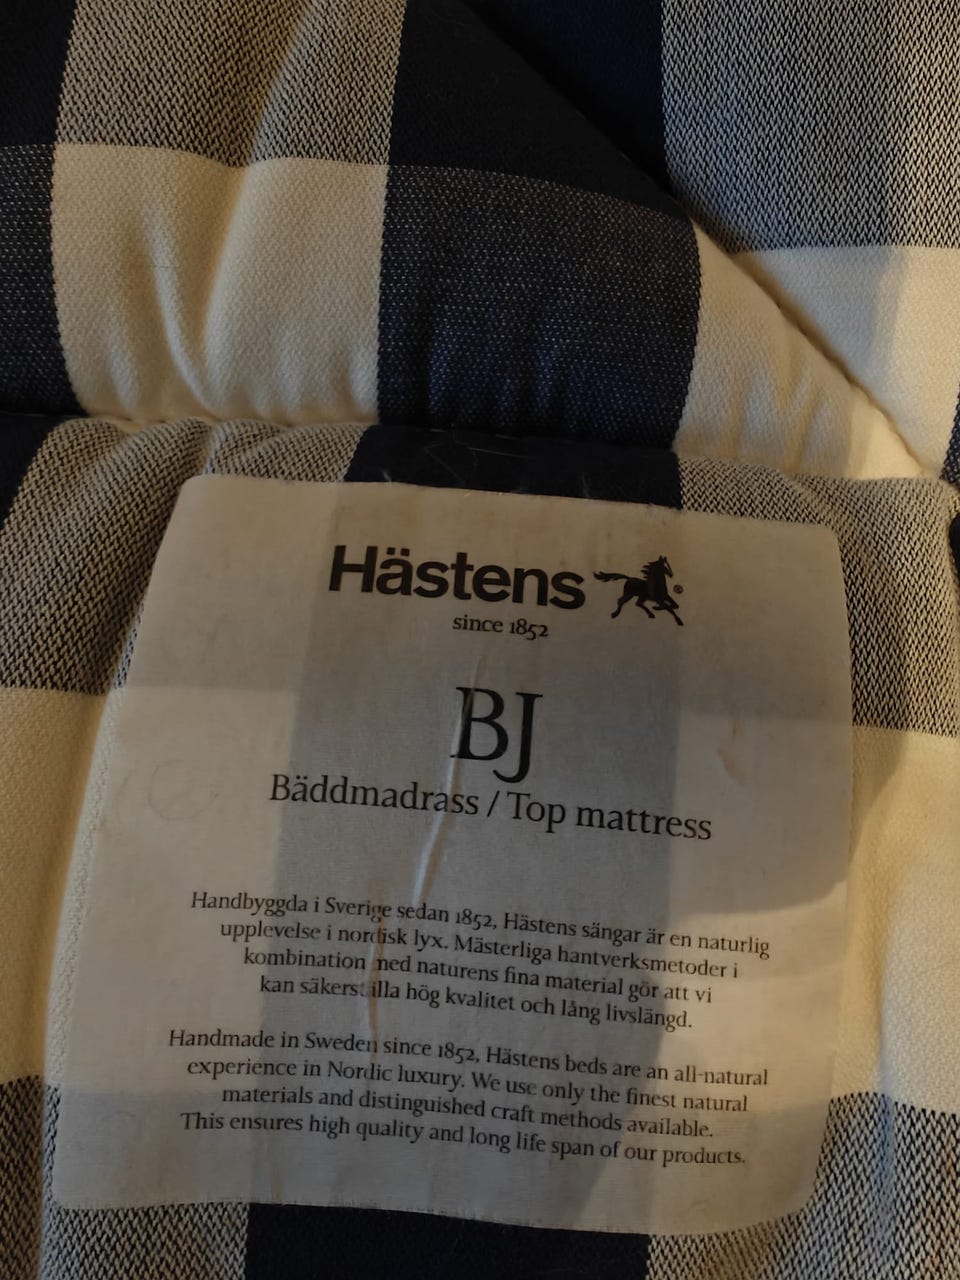 Hästens®
since 1852
BJ
Bäddmadrass / Top mattress
Handbyggda i Sverige sedan 1852, Hästens sängar är en naturlig
upplevelse i nordisk lyx. Mästerliga hantverksmetoder i
kombination med naturens fina material gör att vi
kan säkerställa hög kvalitet och lång livslängd.
Handmade in Sweden since 1852, Hästens beds are an all-natural
experience in Nordic luxury. We use only the finest natural
materials and distinguished craft methods available.
This ensures high quality and long life span of our products.